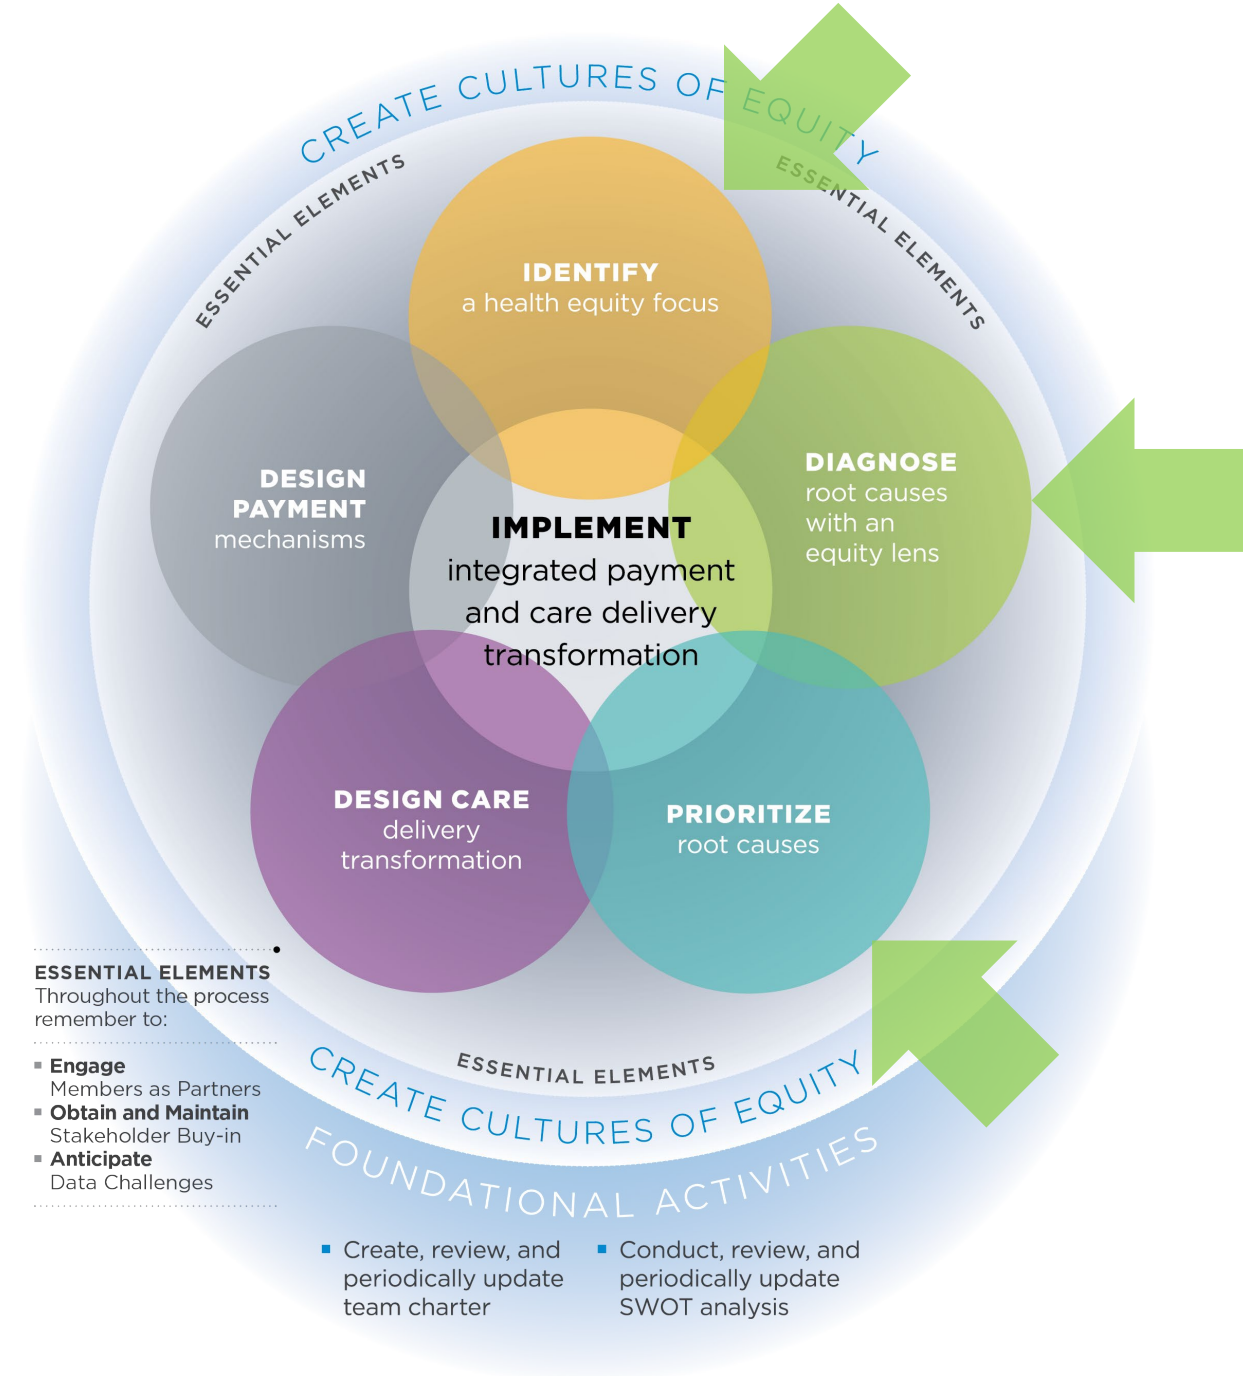 CREATE CULTURES OF EQUITY
ESSENTIAL ELEMENTS
ESSENTIAL ELEMENTS
IDENTIFY
a health equity focus
DIAGNOSE
root causes
with an
equity lens
DESIGN
PAYMENT
mechanisms
IMPLEMENT
integrated payment
and care delivery
transformation
DESIGN CARE
delivery
transformation
PRIORITIZE
root causes
ESSENTIAL ELEMENTS
Throughout the process
remember to:
Engage
Members as Partners
Obtain and Maintain
Stakeholder Buy-in
Anticipate
Data Challenges
ESSENTIAL ELEMENTS
CREATE CULTURES OF EQUITY
FOUNDATIONAL ACTIVITIES
Create, review, and
periodically update
team charter
Conduct, review, and
periodically update
SWOT analysis